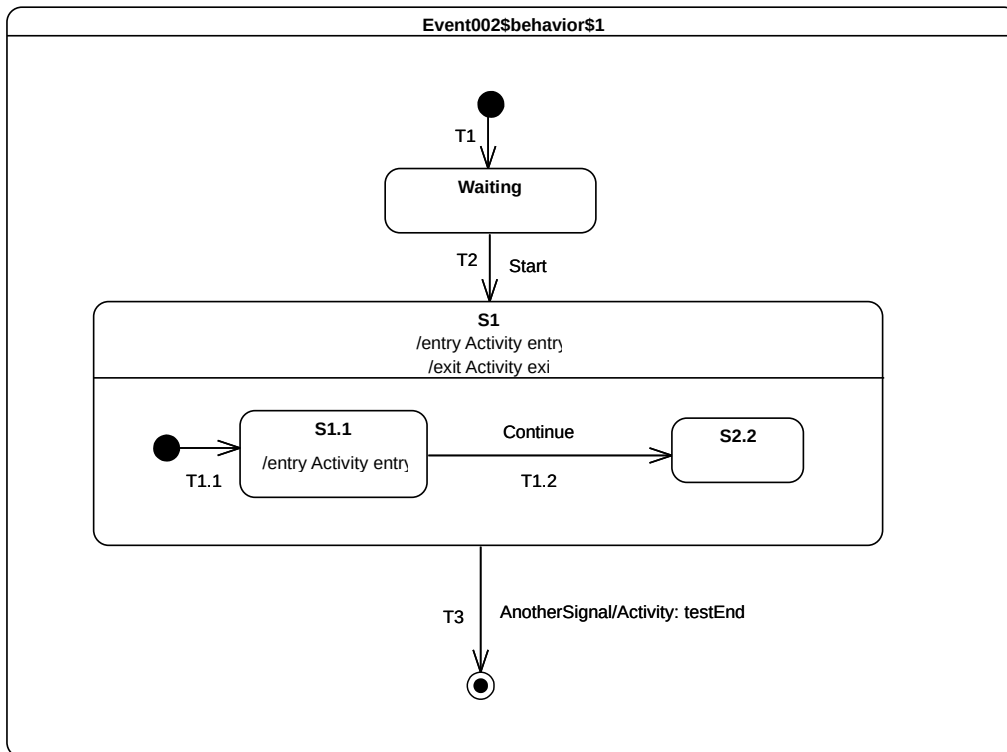 Event002$behavior$1
T1
Waiting
T2
Start
S1
/entry Activity entry
/exit Activity exi
S1.1
/entry Activity entry
T1.1
Continue
T1.2
S2.2
T3
AnotherSignal/Activity: testEnd